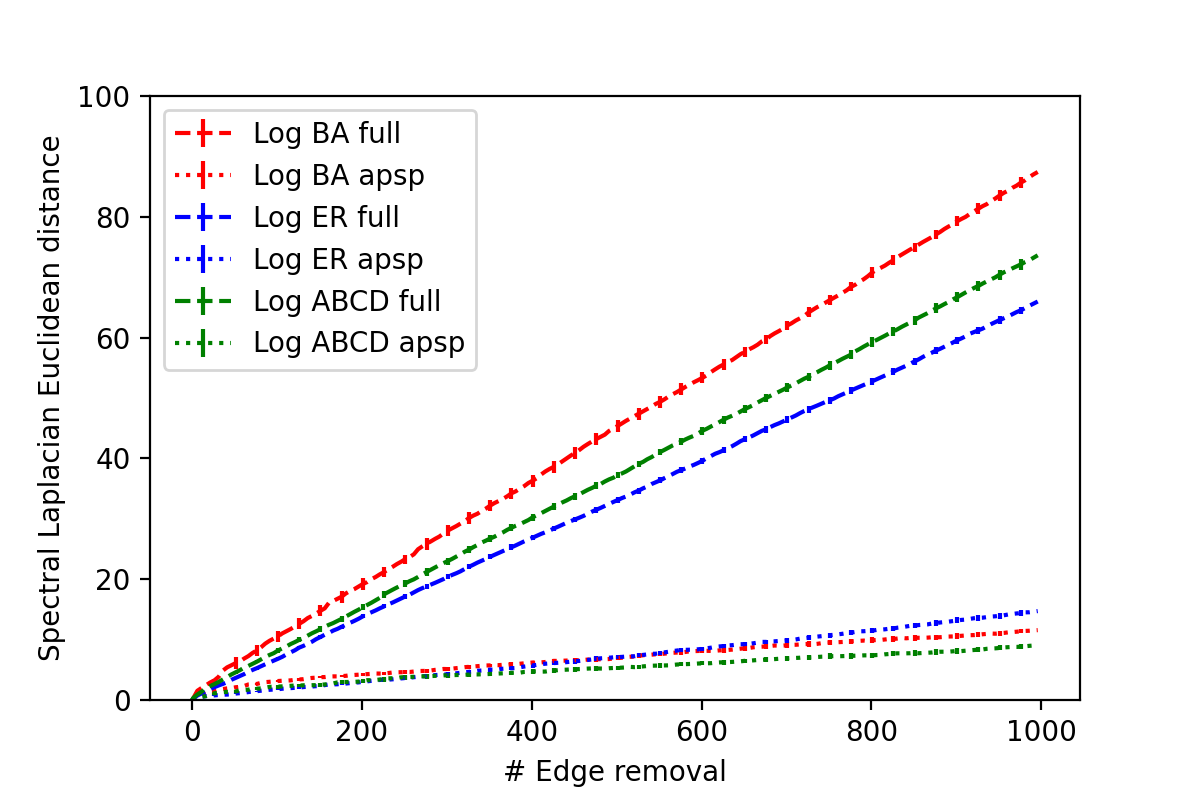 100
80
60
40
20
0
Spectral Laplacian Euclidean distance
Log BA full
Log BA apsp
Log ER full
Log ER apsp
Log ABCD full
Log ABCD apsp
0 200 400 600 800 1000
# Edge removal